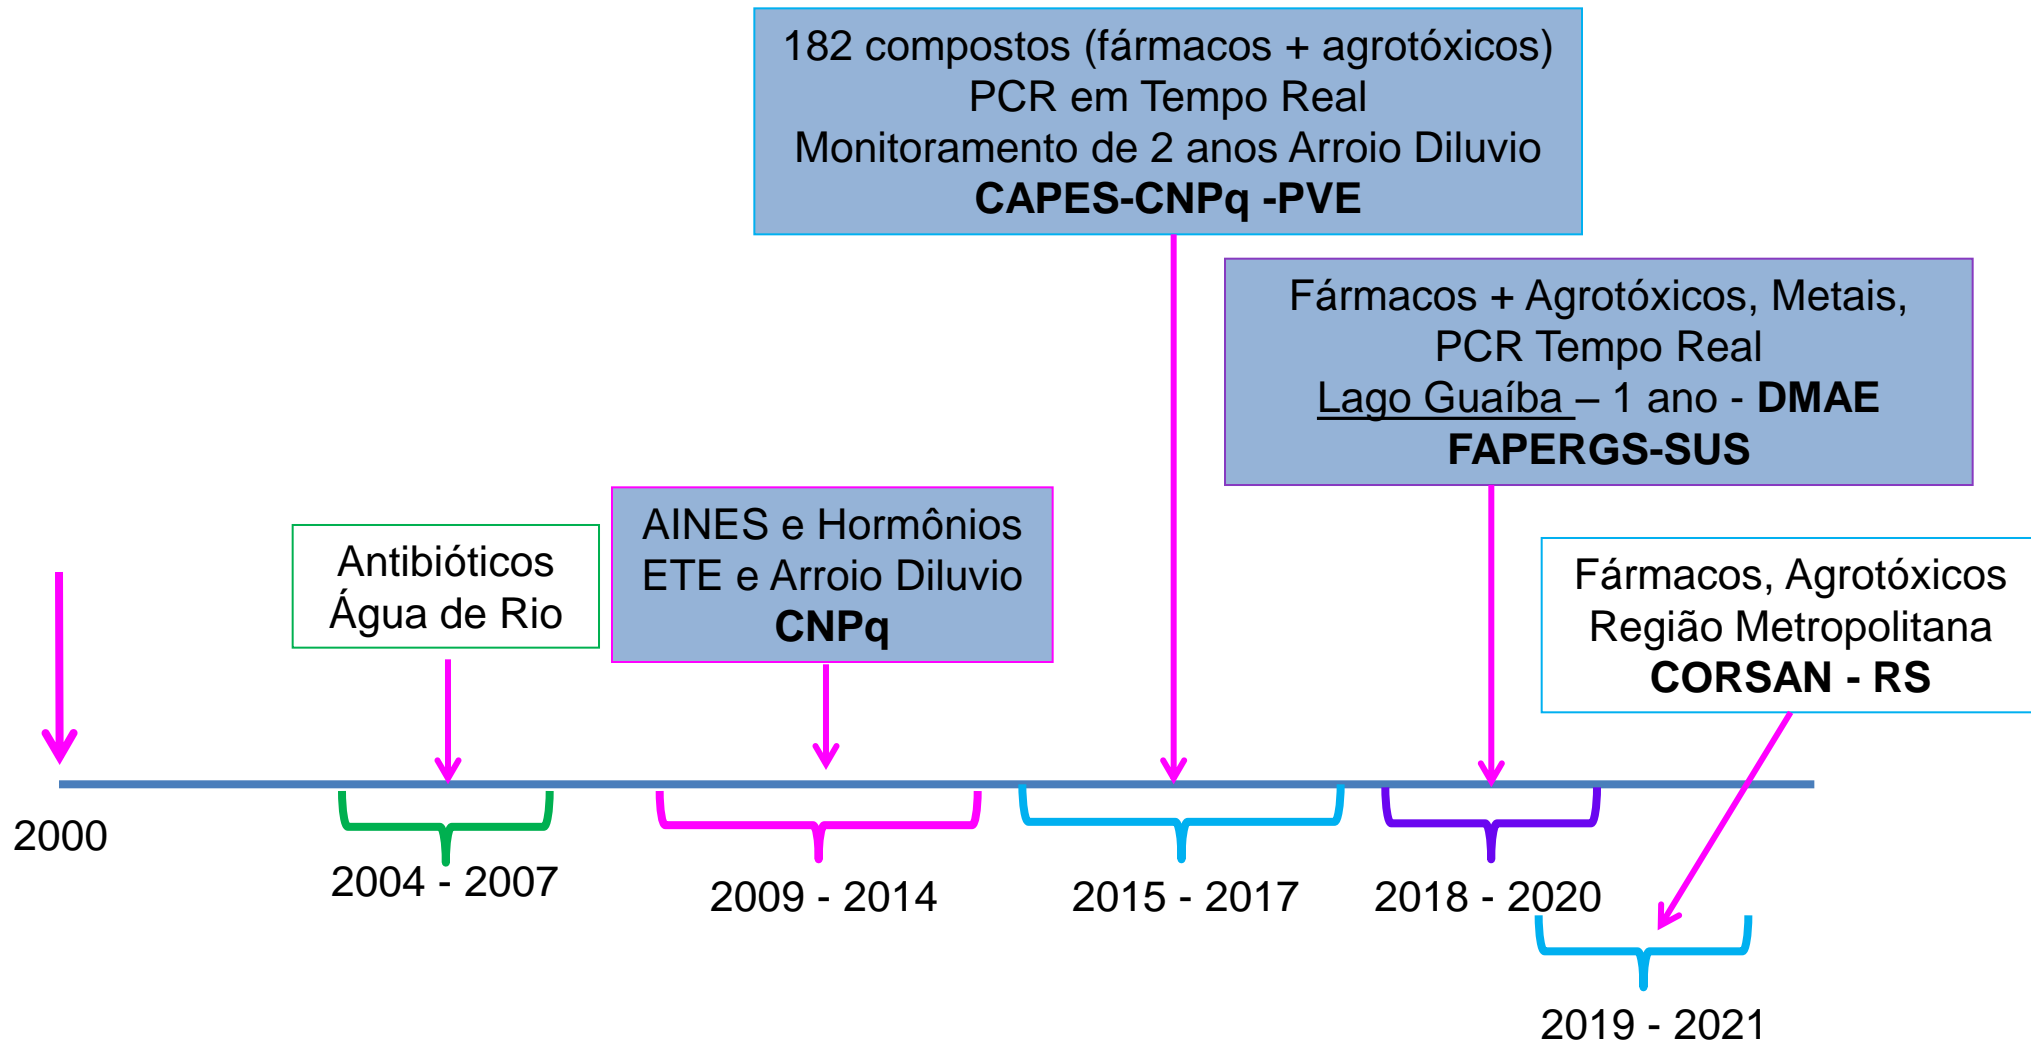 182 compostos (fármacos + agrotóxicos)
PCR em Tempo Real
Monitoramento de 2 anos Arroio Diluvio
CAPES-CNPq -PVE
Fármacos + Agrotóxicos, Metais,
PCR Tempo Real
Lago Guaíba – 1 ano - DMAE
FAPERGS-SUS
Antibióticos
Água de Rio
AINES e Hormônios
ETE e Arroio Diluvio
CNPq
Fármacos, Agrotóxicos
Região Metropolitana
CORSAN - RS
2000
2004 - 2007
2009 - 2014
2015 - 2017
2018 - 2020
2019 - 2021